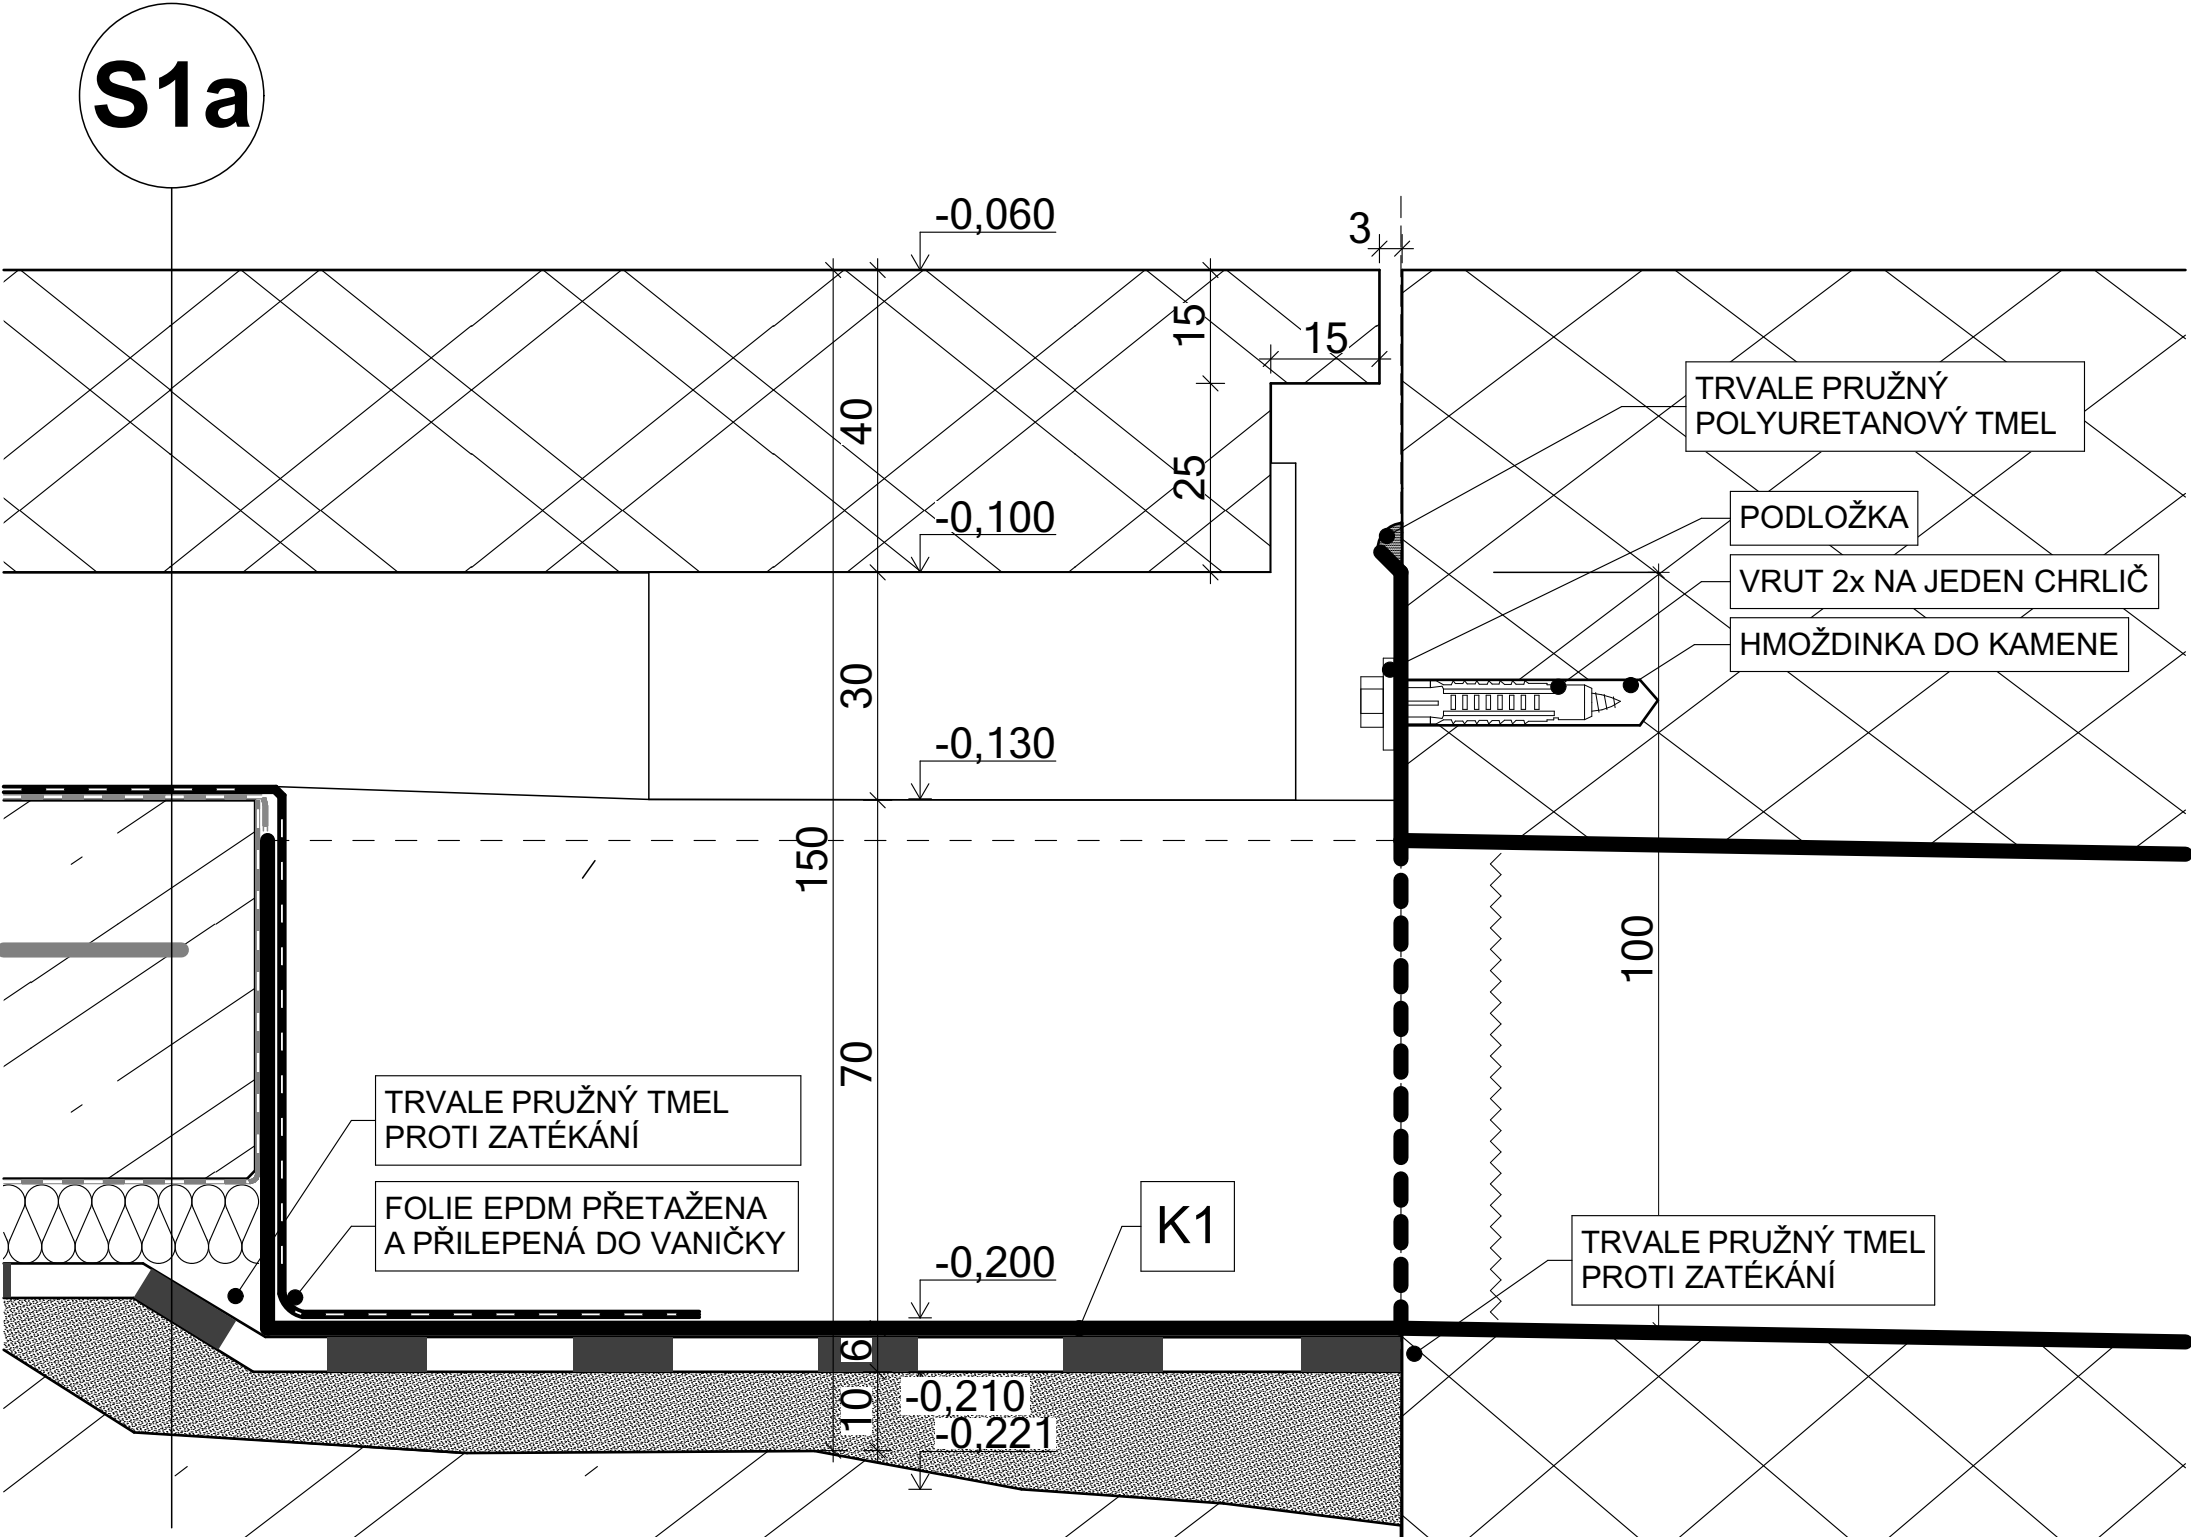 S1a
-0,060
3
15
15
40
25
-0,100
TRVALE PRUŽNÝ
POLYURETANOVÝ TMEL
PODLOŽKA
VRUT 2x NA JEDEN CHRLIČ
HMOŽDINKA DO KAMENE
30
-0,130
150
100
70
TRVALE PRUŽNÝ TMEL
PROTI ZATÉKÁNÍ
FOLIE EPDM PŘETAŽENA
A PŘILEPENÁ DO VANIČKY
K1
-0,200
TRVALE PRUŽNÝ TMEL
PROTI ZATÉKÁNÍ
6
10
-0,210
-0,221